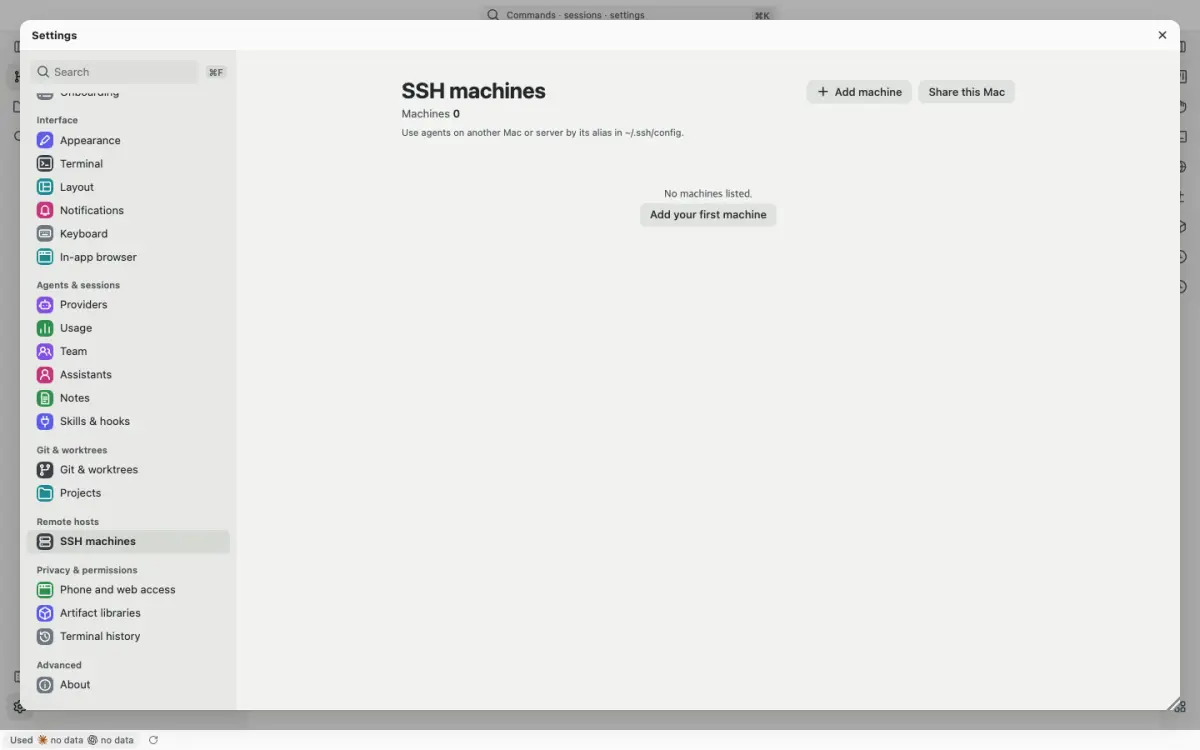 Commands · sessions · settings
⌘K
Settings
Search
⌘F
Onboarding
Interface
Appearance
Terminal
Layout
Notifications
Keyboard
In-app browser
Agents & sessions
Providers
Usage
Team
Assistants
Notes
Skills & hooks
Git & worktrees
Git & worktrees
Projects
Remote hosts
SSH machines
Privacy & permissions
Phone and web access
Artifact libraries
Terminal history
Advanced
About
SSH machines
Add machine
Share this Mac
Machines 0
Use agents on another Mac or server by its alias in ~/.ssh/config.
No machines listed.
Add your first machine
Used no data no data